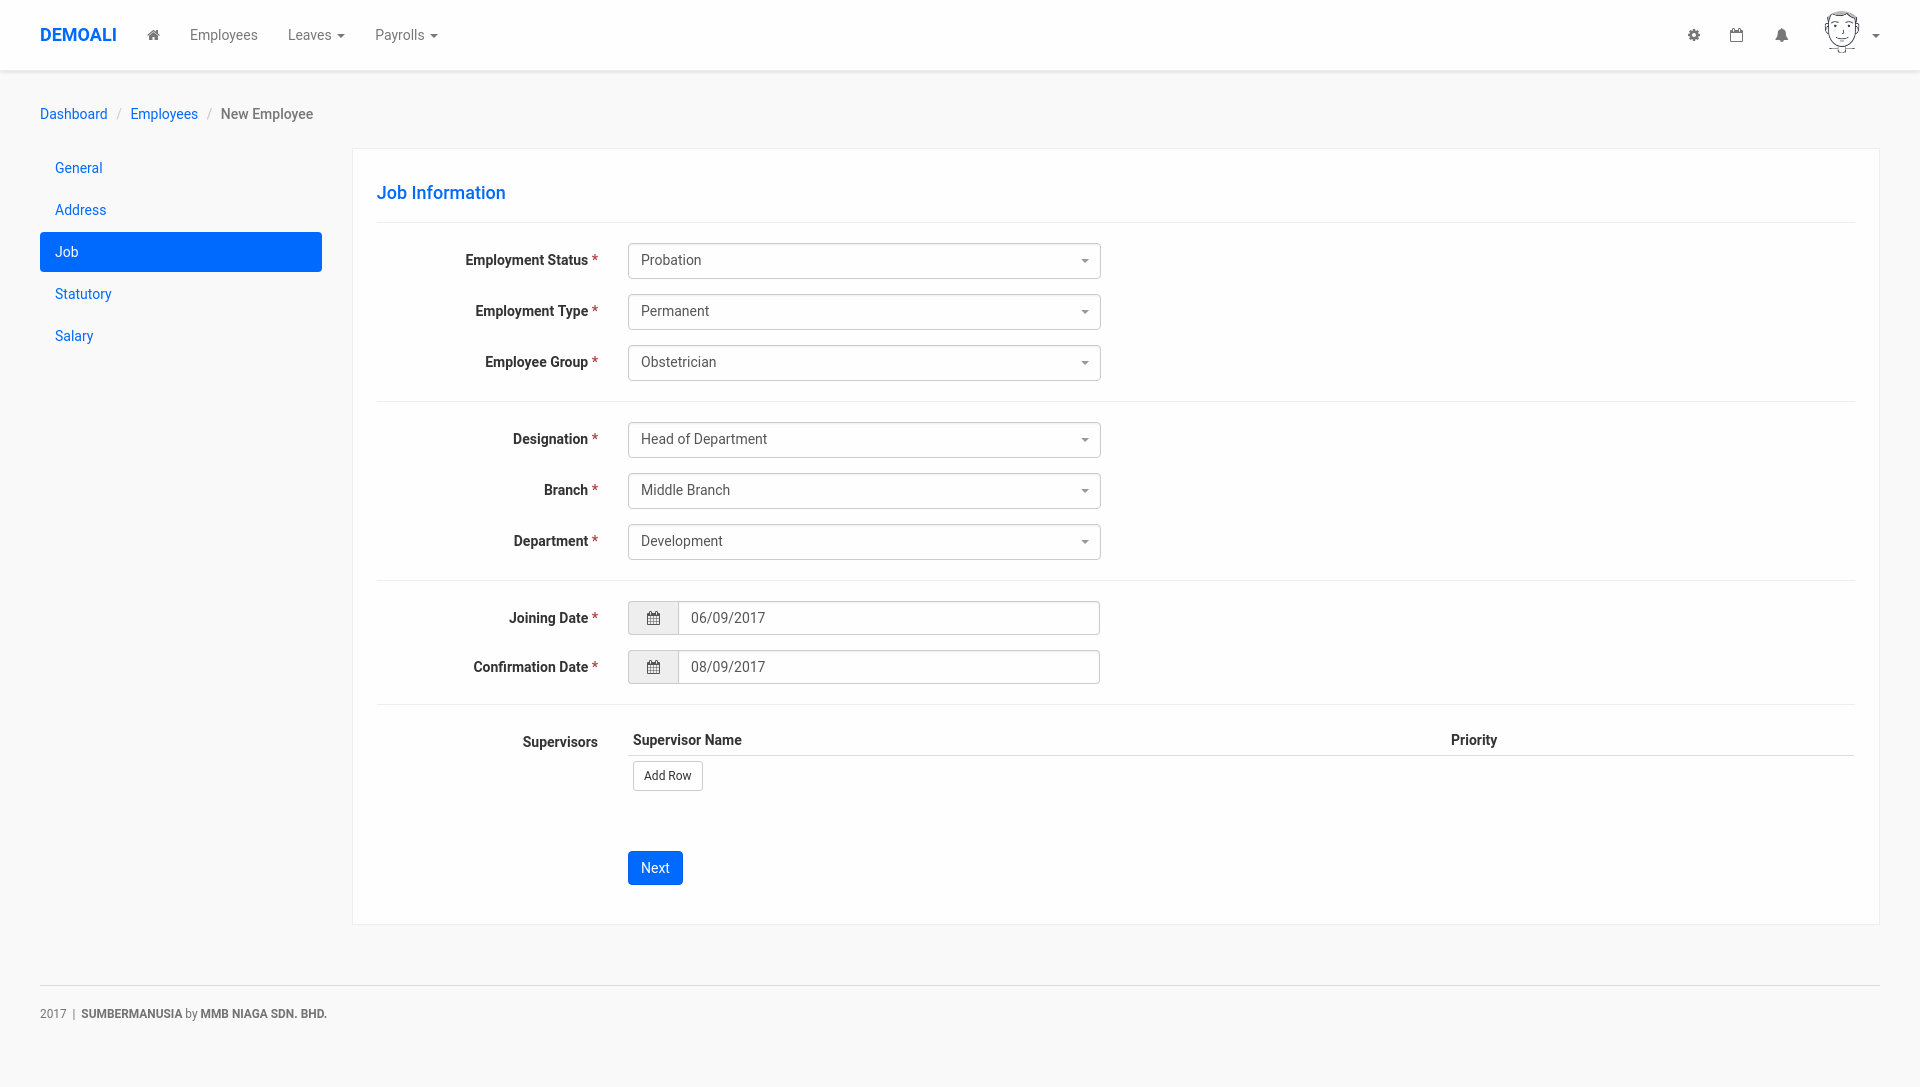 DEMOALI Employees Leaves Payrolls
Dashboard / Employees / New Employee
General
Address
Job
Statutory
Salary
Job Information
Employment Status * Probation
Employment Type * Permanent
Employee Group * Obstetrician
Designation * Head of Department
Branch * Middle Branch
Department * Development
Joining Date * 06/09/2017
Confirmation Date * 08/09/2017
Supervisors Supervisor Name Priority
Add Row
Next
2017 | SUMBERMANUSIA by MMB NIAGA SDN. BHD.